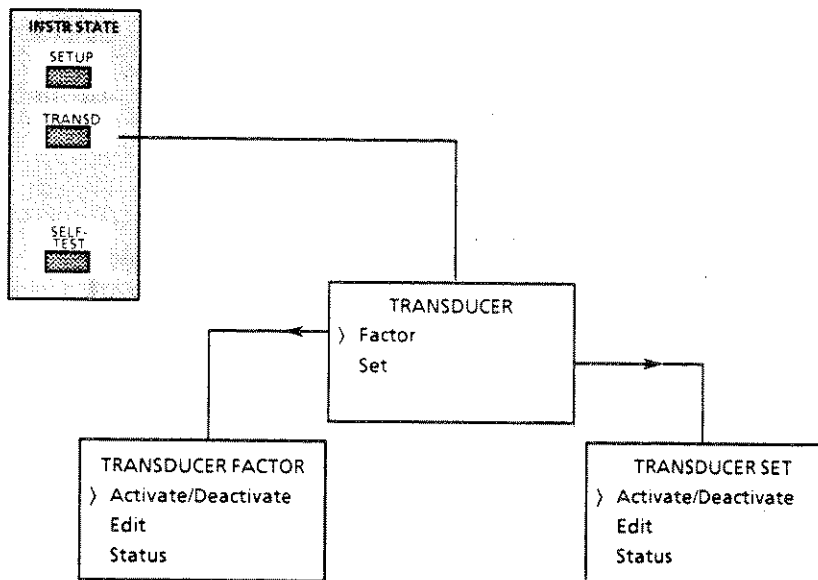 INSTR STATE
SETUP
TRANSD
SELF-
TEST
TRANSDUCER
〉 Factor
Set
TRANSDUCER FACTOR
〉 Activate/Deactivate
Edit
Status
TRANSDUCER SET
〉 Activate/Deactivate
Edit
Status